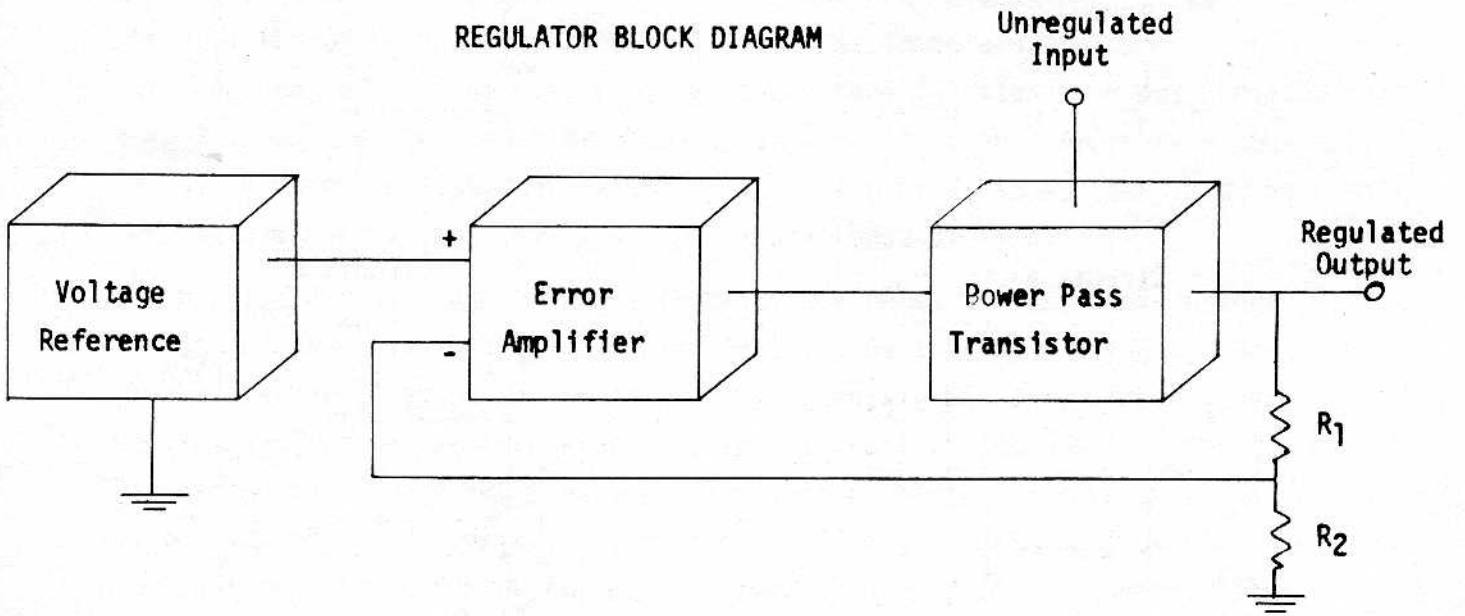 REGULATOR BLOCK DIAGRAM
Unregulated
Input
Voltage
Reference
+
-
Error
Amplifier
Bower Pass
Transistor
Regulated
Output
R1
R2